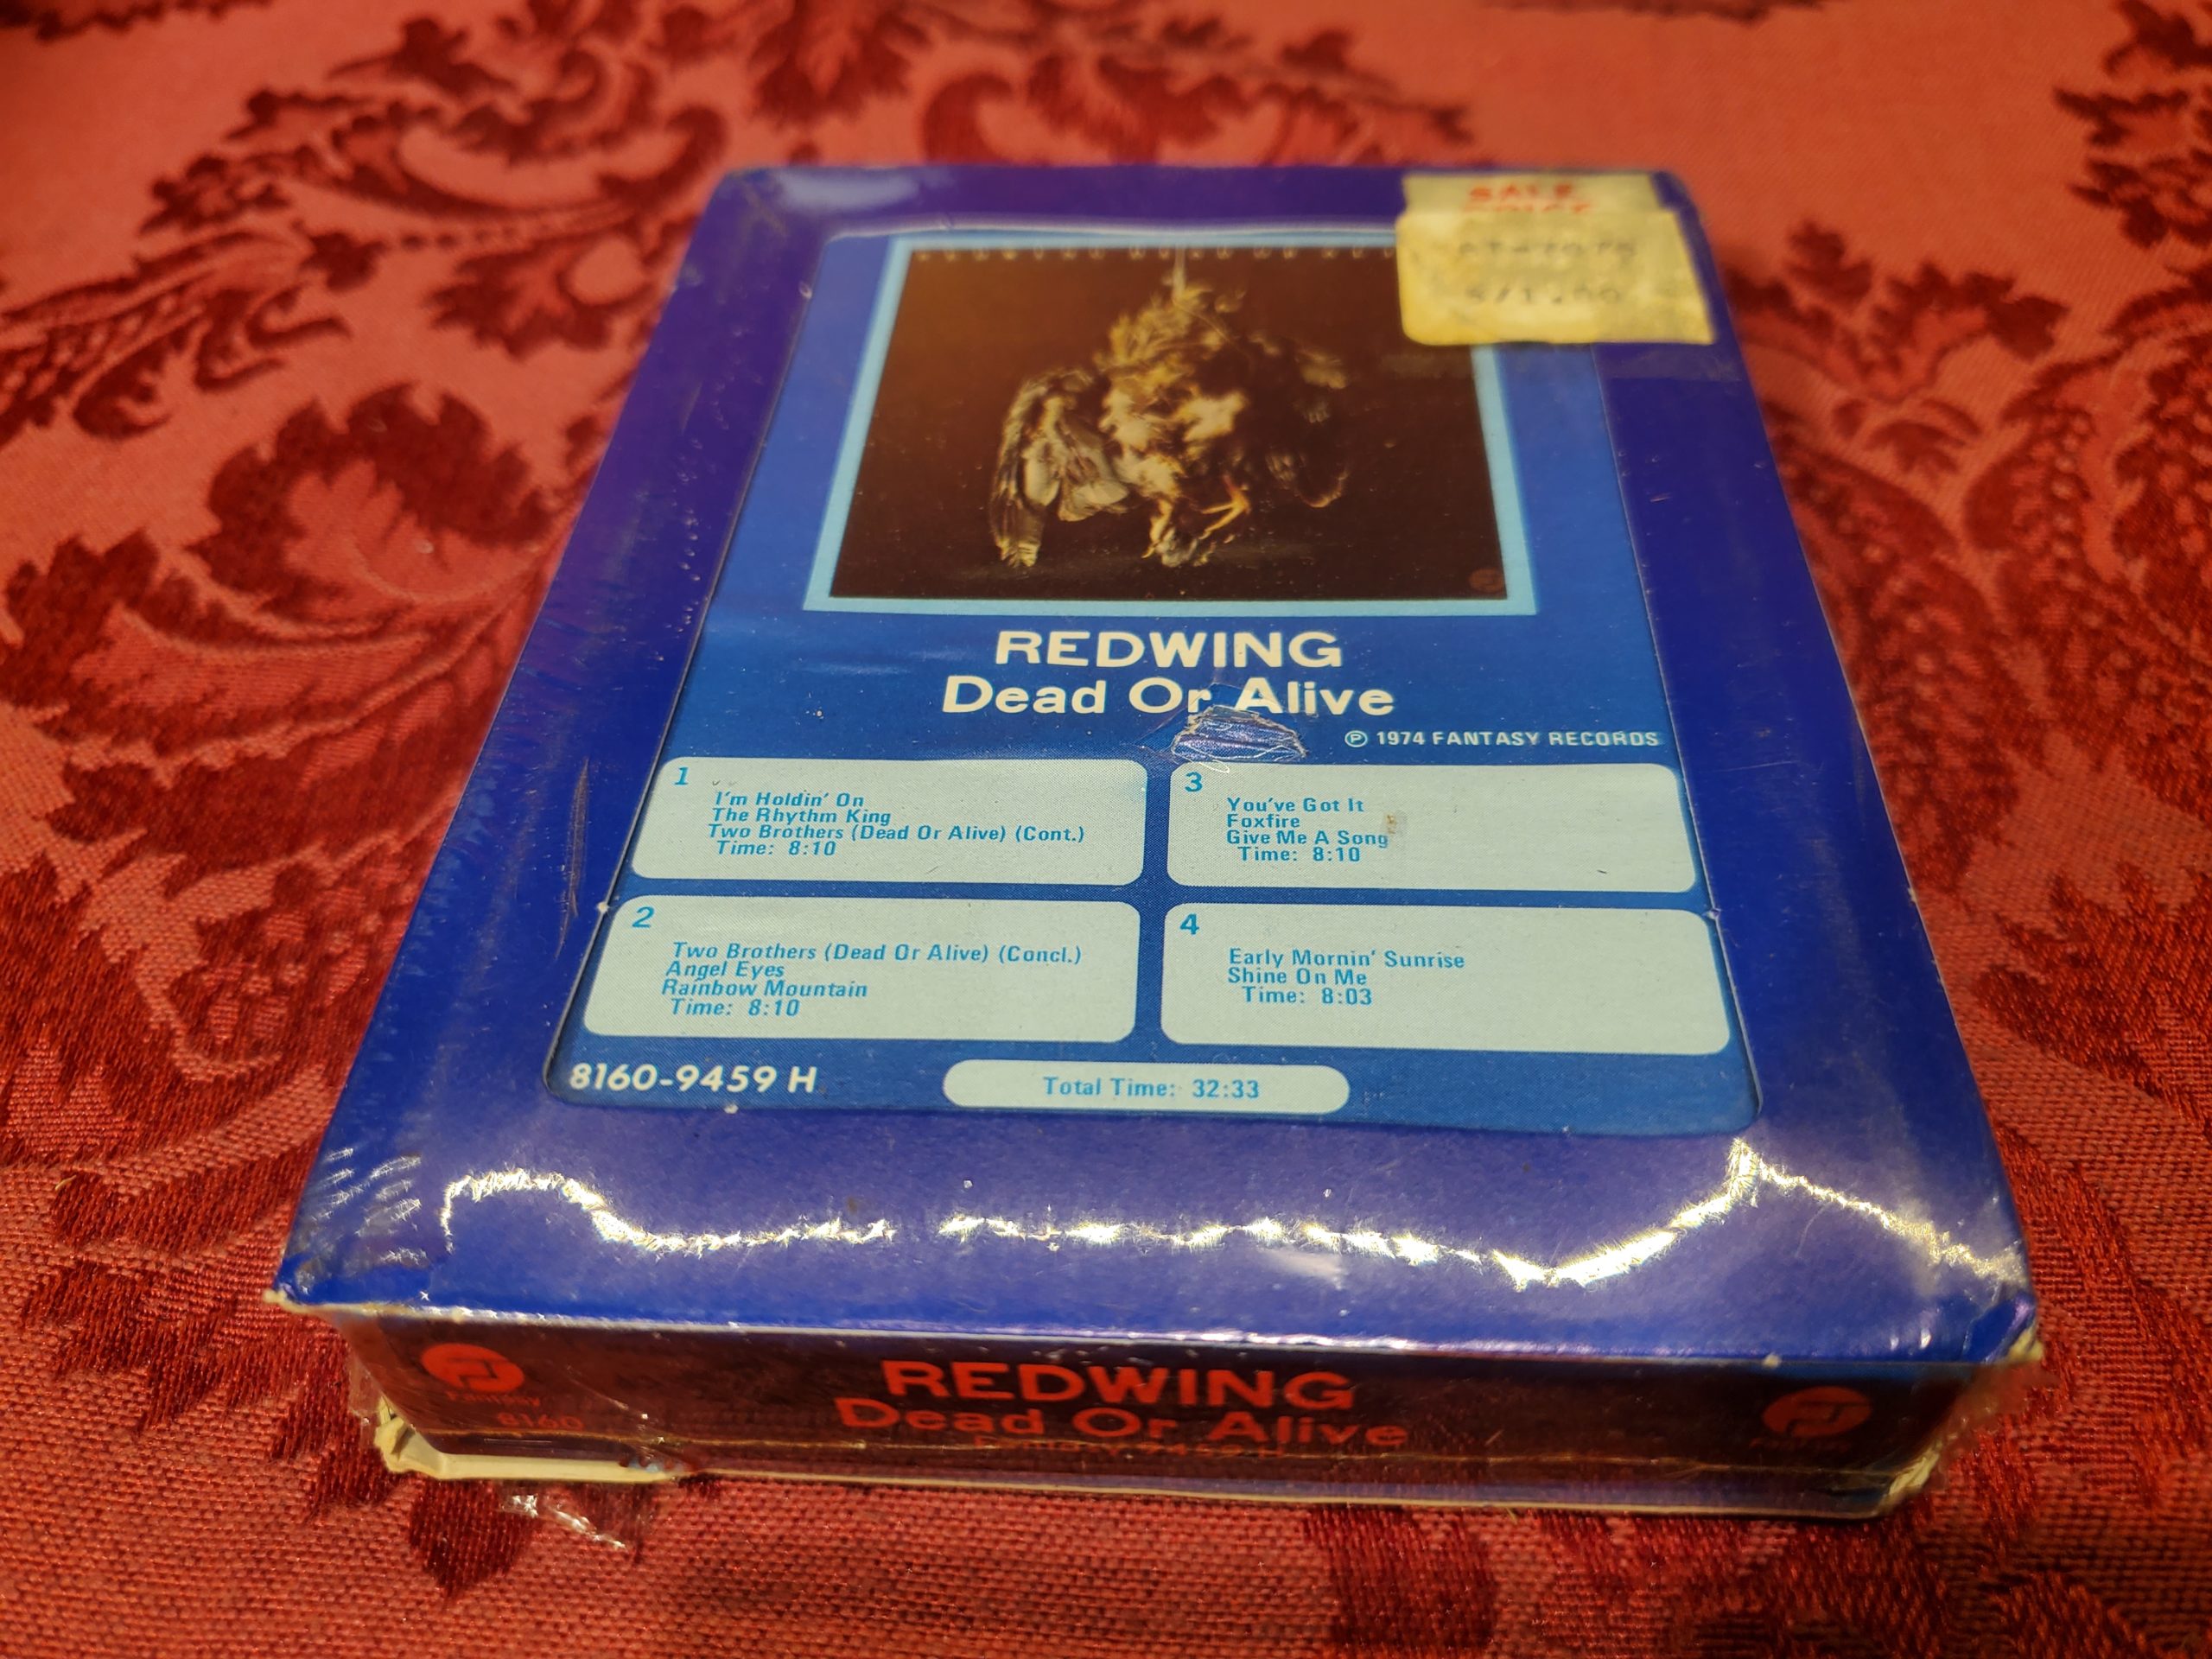 SALE
REDWING
Dead Or Alive
℗ 1974 FANTASY RECORDS
1
I'm Holdin' On
The Rhythm King
Two Brothers (Dead Or Alive) (Cont.)
Time: 8:10
2
Two Brothers (Dead Or Alive) (Concl.)
Angel Eyes
Rainbow Mountain
Time: 8:10
3
You've Got It
Foxfire
Give Me A Song
Time: 8:10
4
Early Mornin' Sunrise
Shine On Me
Time: 8:03
8160-9459 H
Total Time: 32:33
REDWING
Dead Or Alive
Fantasy
8160